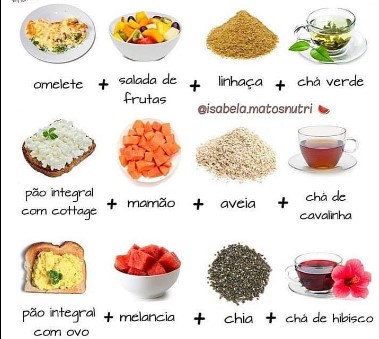 omelete + salada de frutas + linhaça + chá verde
@isabela.matosnutri
pão integral com cottage + mamão + aveia + chá de cavalinha
pão integral com ovo + melancia + chia + chá de hibisco